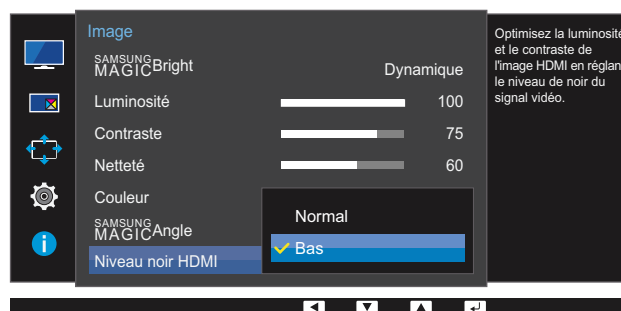 Image
SAMSUNG
MAGICBright
Dynamique
Luminosité
100
Contraste
75
Netteté
60
Couleur
SAMSUNG
MAGICAngle
Niveau noir HDMI
Normal
Bas
Optimisez la luminosité
et le contraste de
l'image HDMI en réglan
le niveau de noir du
signal vidéo.